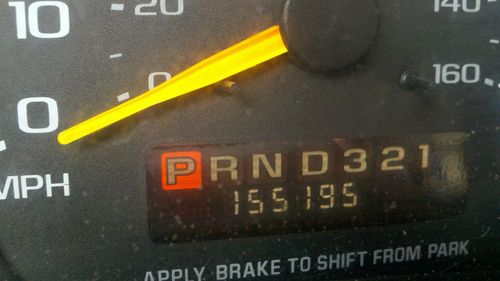 20 140
10
0 160
0
MPH
PRND321
155195
APPLY BRAKE TO SHIFT FROM PARK